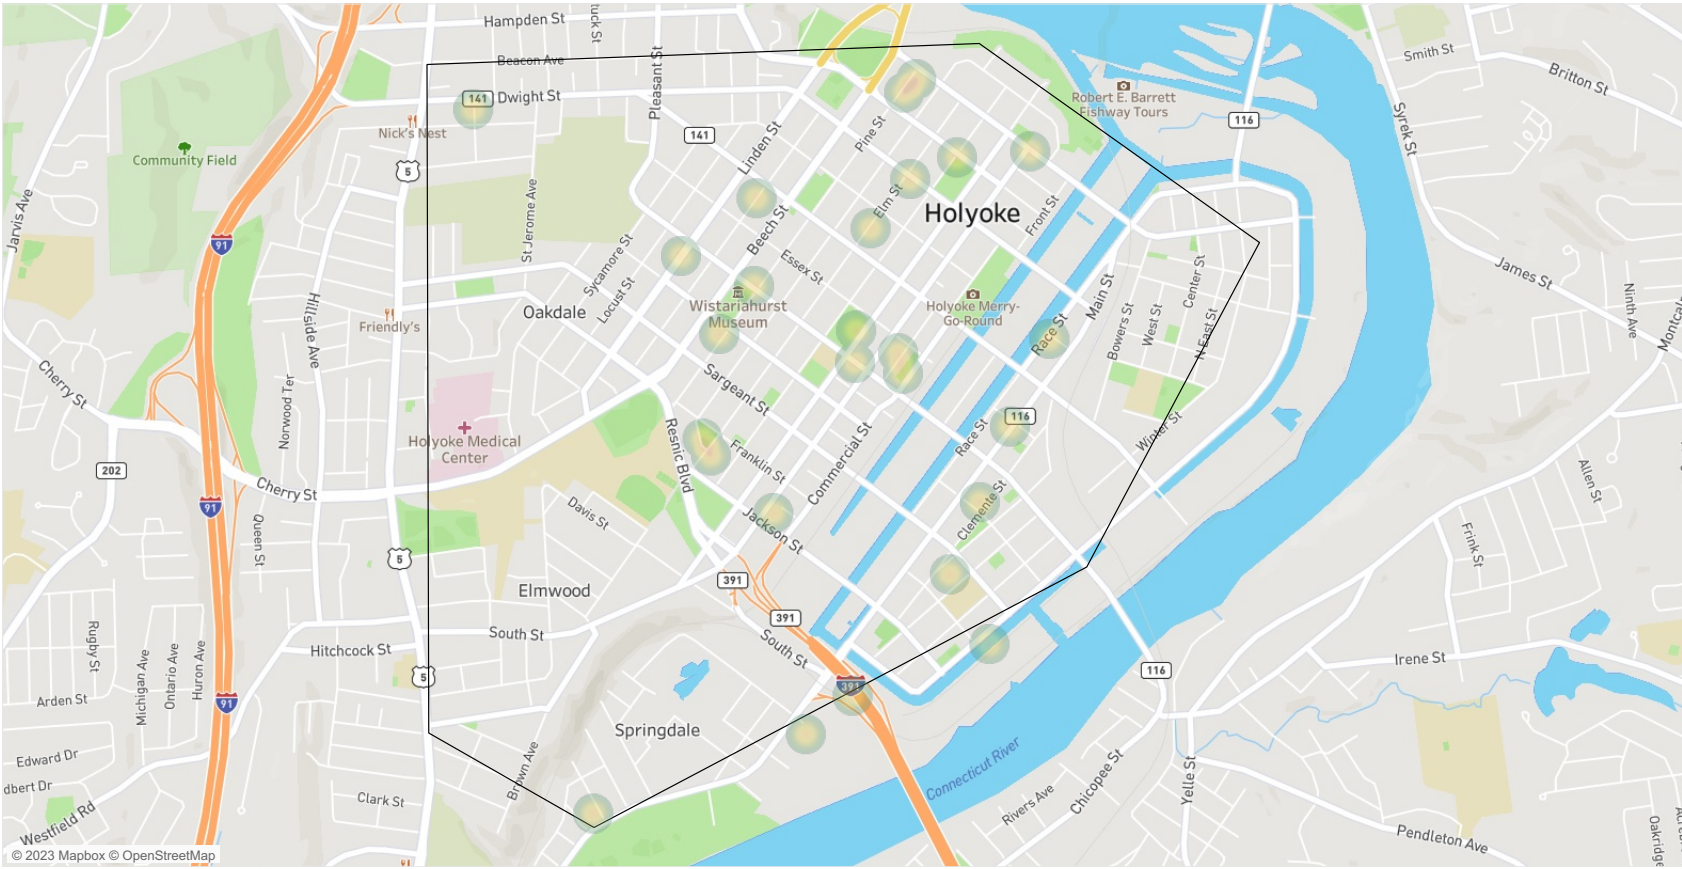 Hampden St
Beacon Ave
Pleasant St
Smith St
Britton St
141
Dwight St
Robert E. Barrett
Fishway Tours
Nick's Nest
141
Pine St
116
Syrek St
Linden St
Community Field
5
Jarvis Ave
St Jerome Ave
Elm St
Holyoke
Front St
91
Beech St
Sycamore St
Essex St
James St
Center St
Main St
Locust St
Oakdale
Wistariahurst
Museum
Holyoke Merry-
Go-Round
Hillside Ave
Friendly's
Race St
Bowers St
West St
N East St
Ninth Ave
Cherry St
Sargeant St
Norwood Ter
116
Holyoke Medical
Center
Resnic Blvd
Franklin St
Commercial St
Race St
Winter St
202
Cherry St
91
Allen St
Davis St
Jackson St
Clemente St
Queen St
5
Frink St
391
Elmwood
391
South St
South St
Rugby St
Michigan Ave
Ontario Ave
Huron Ave
Hitchcock St
5
116
Irene St
Arden St
91
391
Springdale
Edward Dr
Brown Ave
Connecticut River
Chicopee St
Yelle St
Clark St
Rivers Ave
Westfield Rd
Pendleton Ave
© 2023 Mapbox © OpenStreetMap